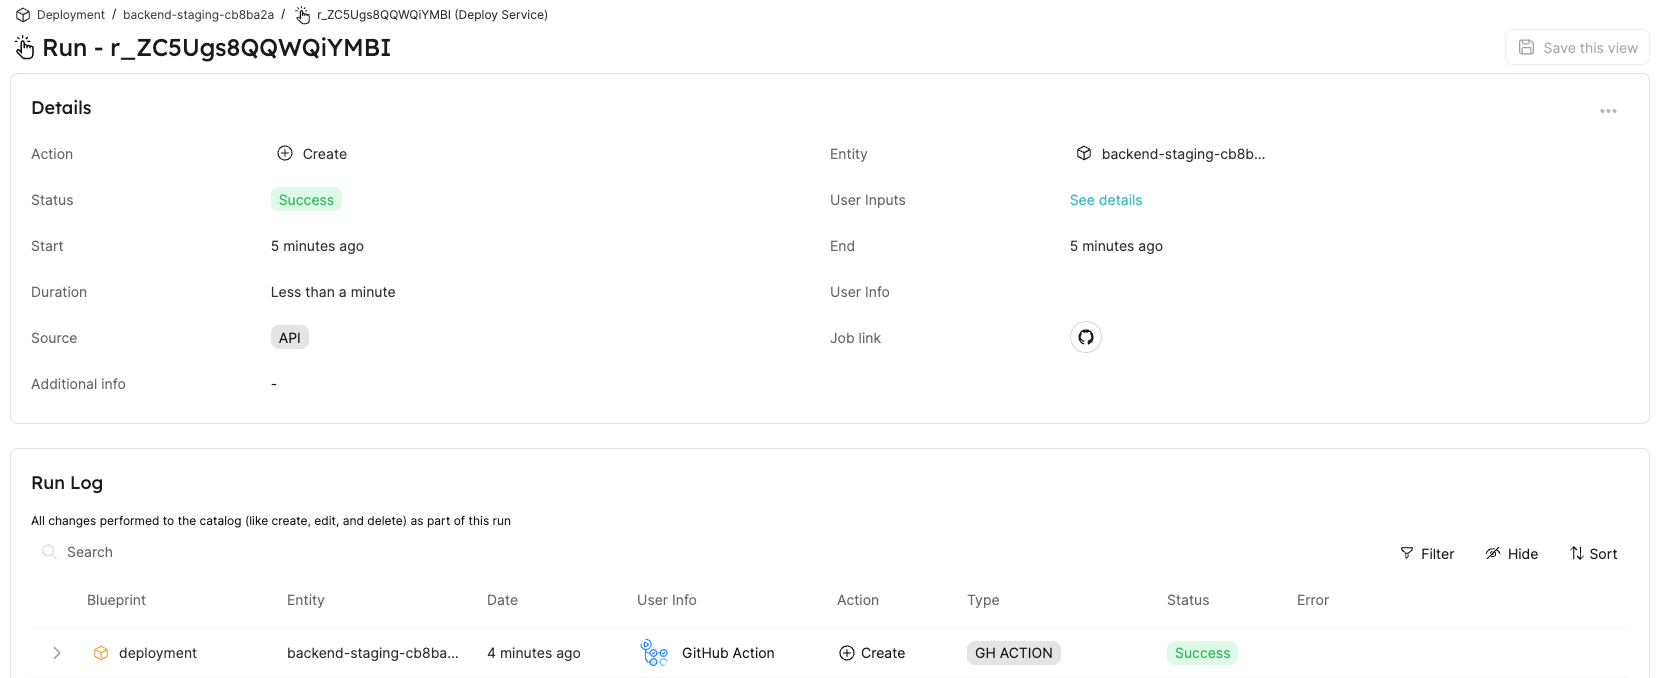 Deployment / backend-staging-cb8ba2a / r_ZC5Ugs8QQWQiYMBI (Deploy Service)
Run - r_ZC5Ugs8QQWQiYMBI
Save this view
Details
Action Create Entity backend-staging-cb8b...
Status Success User Inputs See details
Start 5 minutes ago End 5 minutes ago
Duration Less than a minute User Info
Source API Job link
Additional info -
Run Log
All changes performed to the catalog (like create, edit, and delete) as part of this run
Search Filter Hide Sort
Blueprint Entity Date User Info Action Type Status Error
deployment backend-staging-cb8ba... 4 minutes ago GitHub Action Create GH ACTION Success